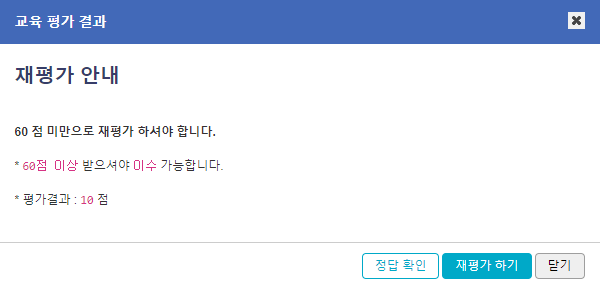 교육 평가 결과
재평가 안내
60 점 미만으로 재평가 하셔야 합니다.
* 60점 이상 받으셔야 이수 가능합니다.
* 평가결과 : 10 점
정답 확인 재평가 하기 닫기